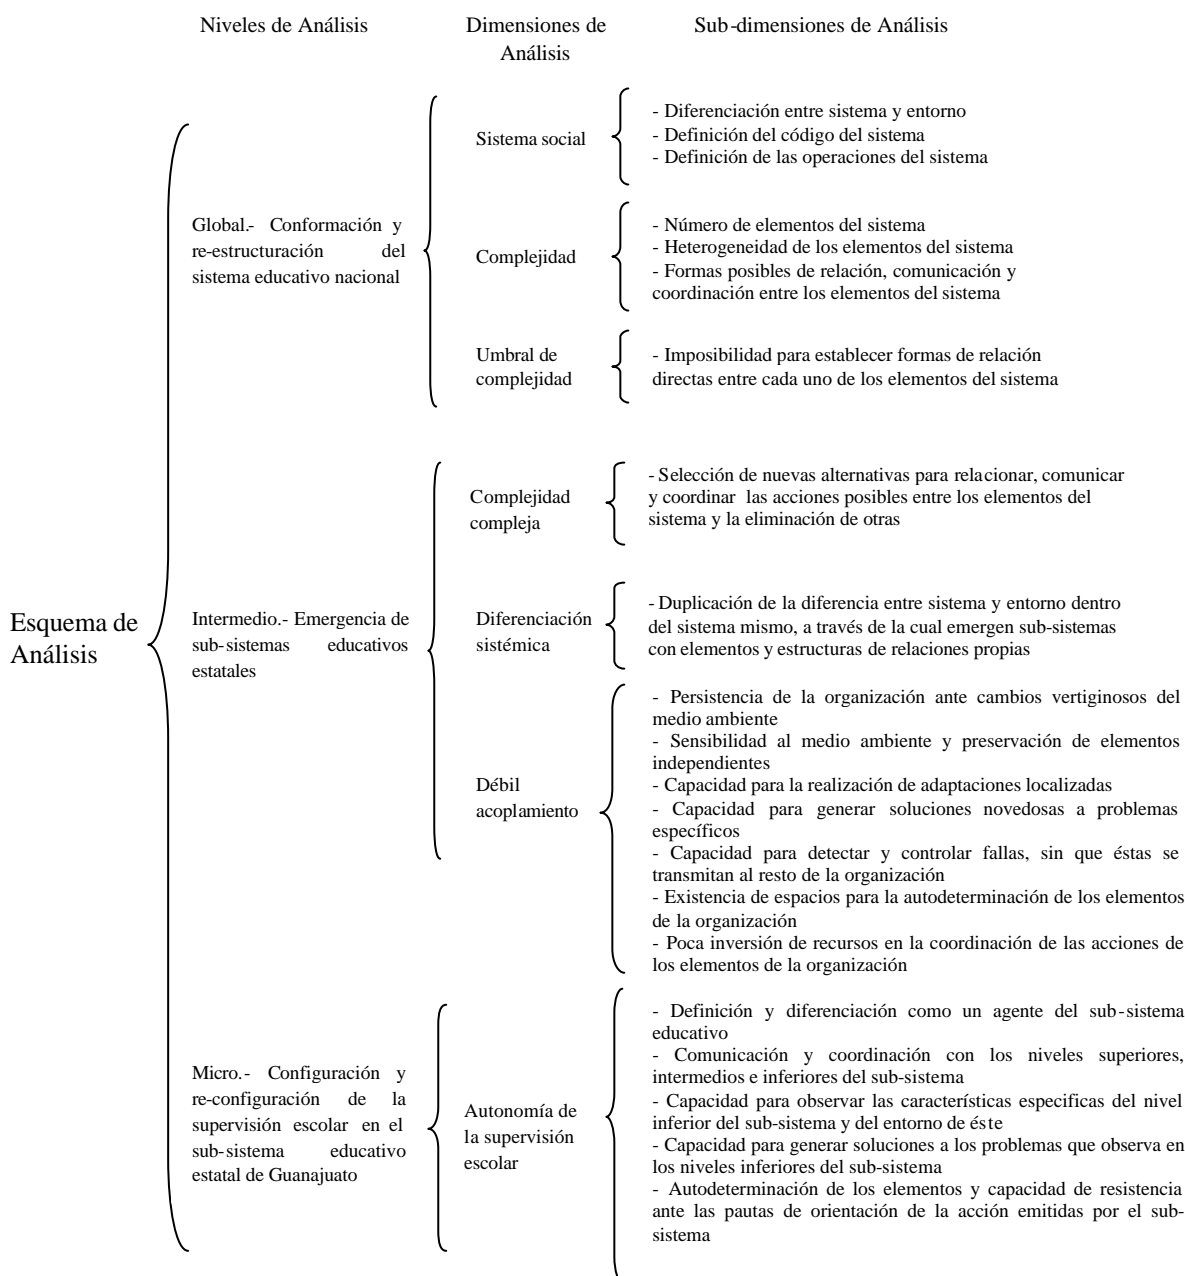 Niveles de Análisis
Dimensiones de
Análisis
Sub-dimensiones de Análisis
Esquema de
Análisis
Global.- Conformación y
re-estructuración del
sistema educativo nacional
Sistema social
- Diferenciación entre sistema y entorno
- Definición del código del sistema
- Definición de las operaciones del sistema
Complejidad
- Número de elementos del sistema
- Heterogeneidad de los elementos del sistema
- Formas posibles de relación, comunicación y
coordinación entre los elementos del sistema
Umbral de
complejidad
- Imposibilidad para establecer formas de relación
directas entre cada uno de los elementos del sistema
Intermedio.- Emergencia de
sub-sistemas educativos
estatales
Complejidad
compleja
- Selección de nuevas alternativas para relacionar, comunicar
y coordinar las acciones posibles entre los elementos del
sistema y la eliminación de otras
Diferenciación
sistémica
- Duplicación de la diferencia entre sistema y entorno dentro
del sistema mismo, a través de la cual emergen sub-sistemas
con elementos y estructuras de relaciones propias
Débil
acoplamiento
- Persistencia de la organización ante cambios vertiginosos del
medio ambiente
- Sensibilidad al medio ambiente y preservación de elementos
independientes
- Capacidad para la realización de adaptaciones localizadas
- Capacidad para generar soluciones novedosas a problemas
específicos
- Capacidad para detectar y controlar fallas, sin que éstas se
transmitan al resto de la organización
- Existencia de espacios para la autodeterminación de los elementos
de la organización
- Poca inversión de recursos en la coordinación de las acciones de
los elementos de la organización
Micro.- Configuración y
re-configuración de la
supervisión escolar en el
sub-sistema educativo
estatal de Guanajuato
Autonomía de
la supervisión
escolar
- Definición y diferenciación como un agente del sub-sistema
educativo
- Comunicación y coordinación con los niveles superiores,
intermedios e inferiores del sub-sistema
- Capacidad para observar las características especificas del nivel
inferior del sub-sistema y del entorno de éste
- Capacidad para generar soluciones a los problemas que observa en
los niveles inferiores del sub-sistema
- Autodeterminación de los elementos y capacidad de resistencia
ante las pautas de orientación de la acción emitidas por el sub-
sistema